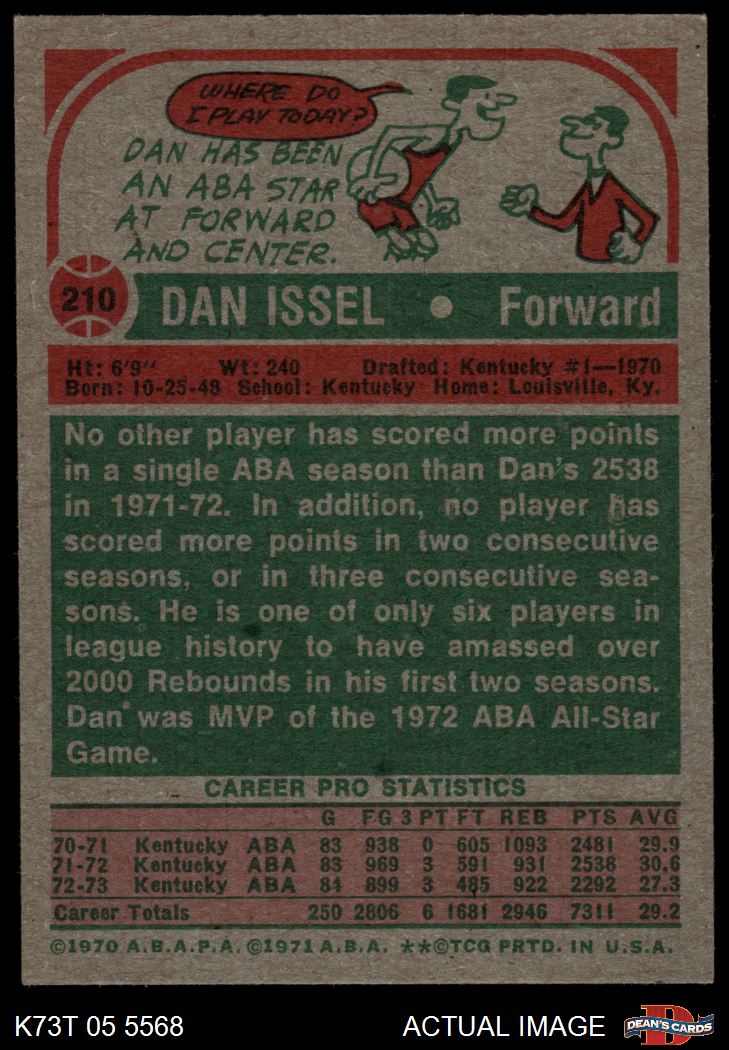 WHERE DO
I PLAY TODAY?
DAN HAS BEEN
AN ABA STAR
AT FORWARD
AND CENTER.
210 DAN ISSEL • Forward
Ht: 6'9" Wt: 240 Drafted: Kentucky #1—1970
Born: 10-25-48 School: Kentucky Home: Louisville, Ky.
No other player has scored more points
in a single ABA season than Dan's 2538
in 1971-72. In addition, no player has
scored more points in two consecutive
seasons, or in three consecutive sea-
sons. He is one of only six players in
league history to have amassed over
2000 Rebounds in his first two seasons.
Dan was MVP of the 1972 ABA All-Star
Game.
CAREER PRO STATISTICS
G FG 3 PT FT REB PTS AVG
70-71 Kentucky ABA 83 938 0 605 1093 2481 29.9
71-72 Kentucky ABA 83 969 3 591 931 2538 30.6
72-73 Kentucky ABA 84 899 3 485 922 2292 27.3
Career Totals 250 2806 6 1681 2946 7311 29.2
©1970 A.B.A.P.A. ©1971 A.B.A. **©TCG PRTD. IN U.S.A.
K73T 05 5568 ACTUAL IMAGE DEAN'S CARDS